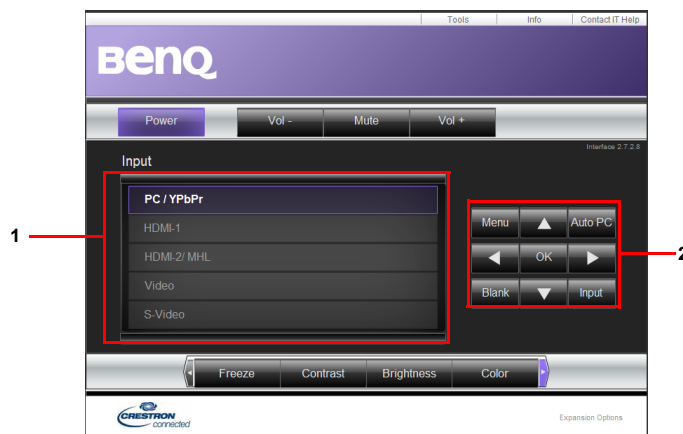 Tools Info Contact IT Help
BenQ
Power Vol - Mute Vol +
Interface 2.7.2.8
Input
PC / YPbPr
HDMI-1
HDMI-2/ MHL
Video
S-Video
1
Menu Auto PC
OK
Blank Input
2
Freeze Contrast Brightness Color
CRESTRON
connected
Expansion Options